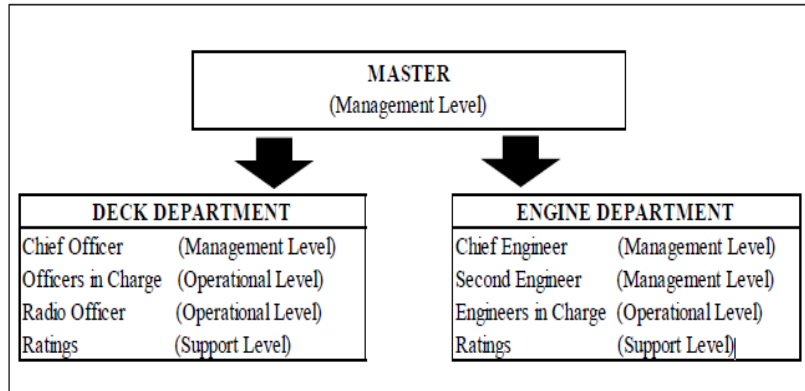 MASTER
(Management Level)
DECK DEPARTMENT
Chief Officer (Management Level)
Officers in Charge (Operational Level)
Radio Officer (Operational Level)
Ratings (Support Level)
ENGINE DEPARTMENT
Chief Engineer (Management Level)
Second Engineer (Management Level)
Engineers in Charge (Operational Level)
Ratings (Support Level)